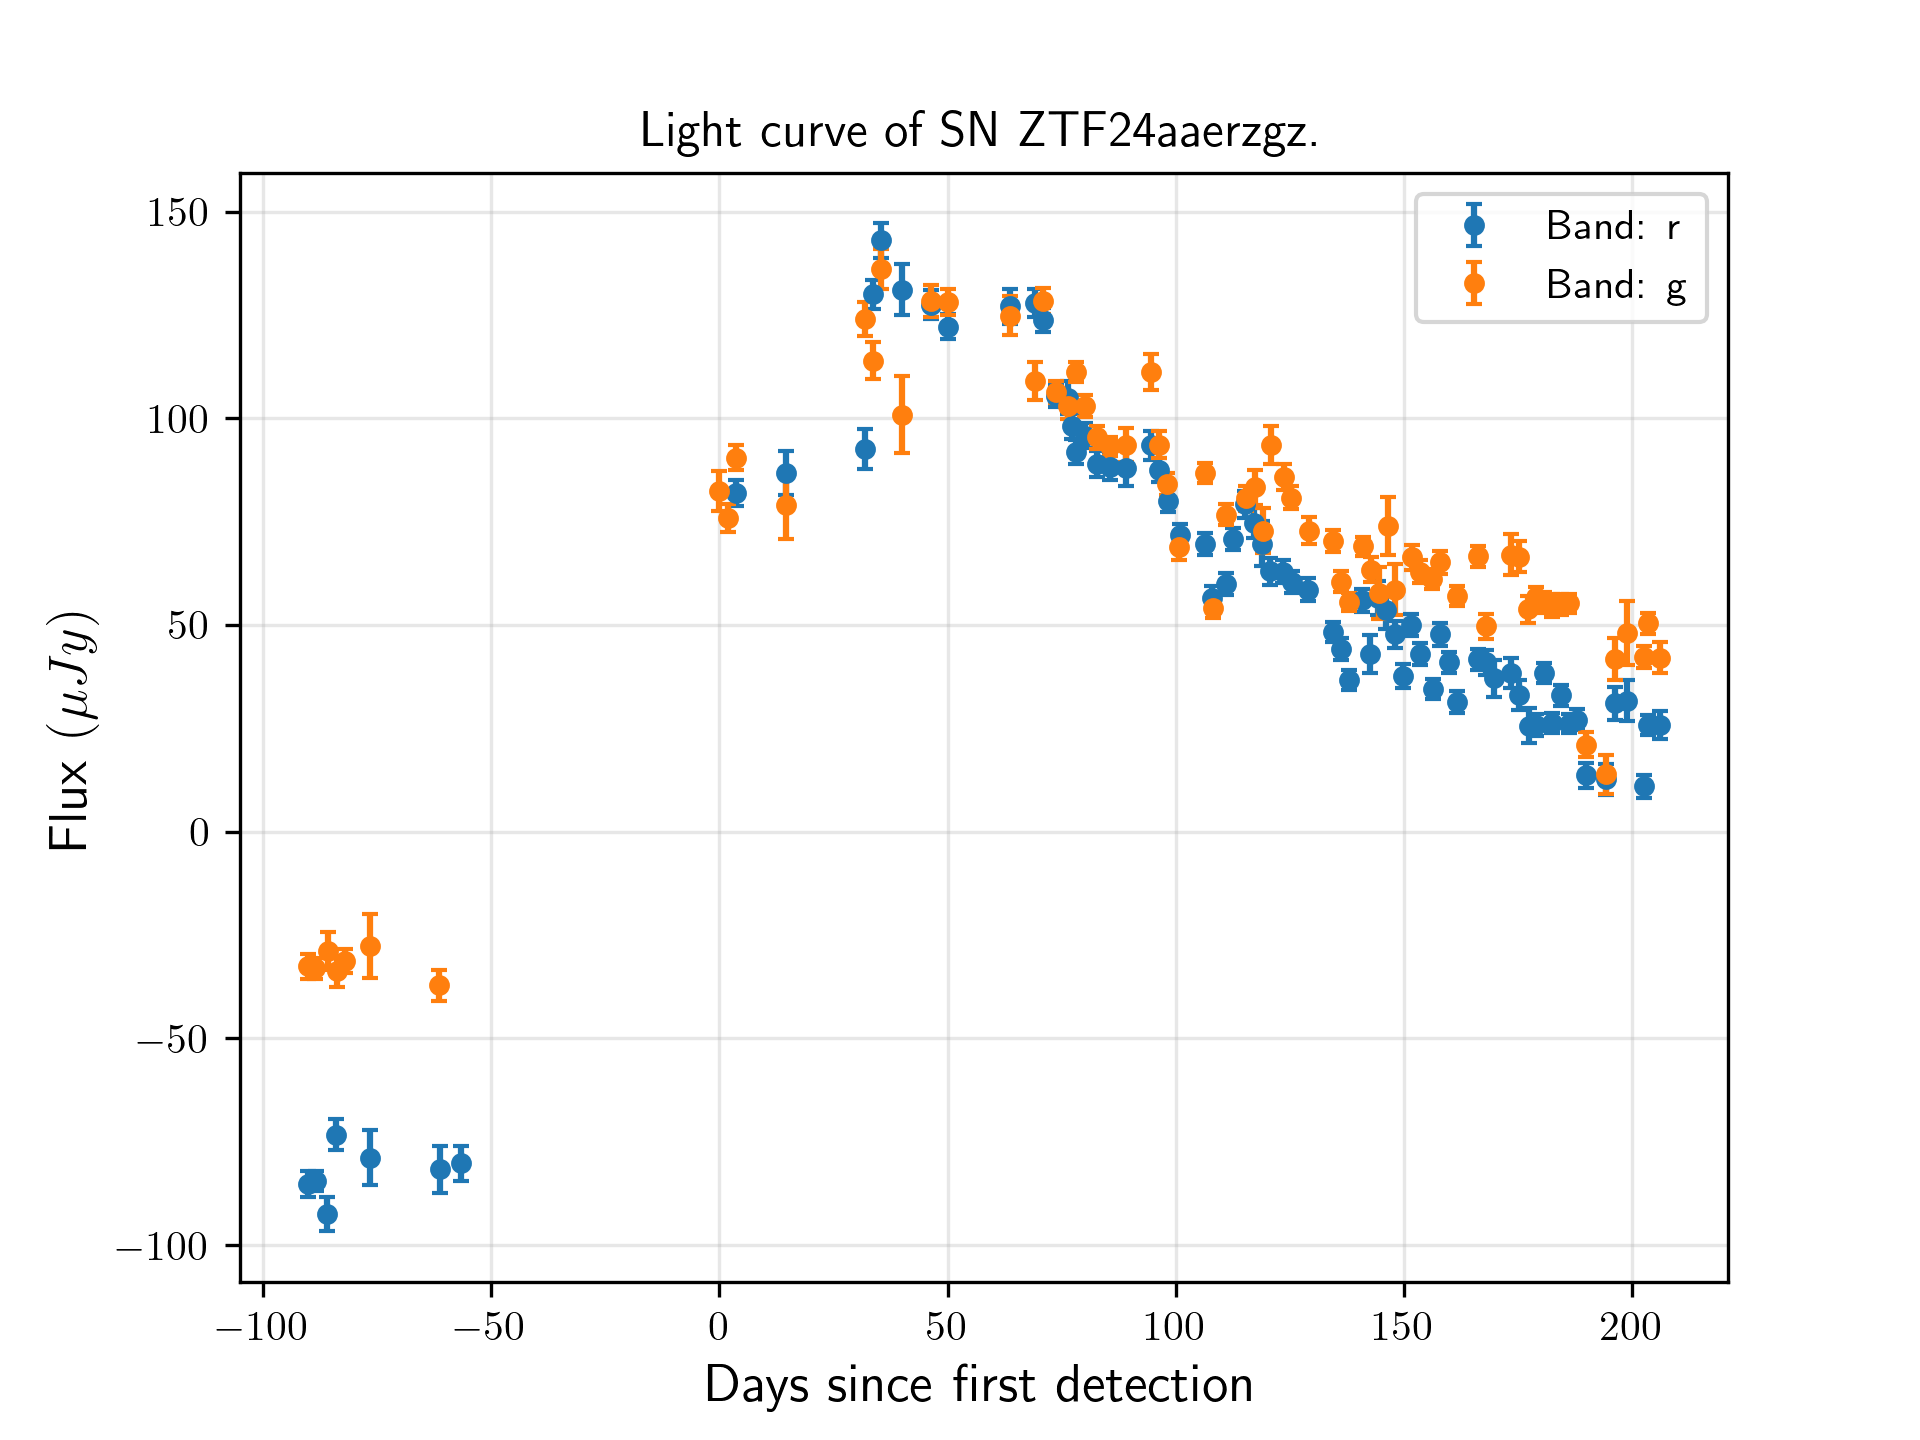 Light curve of SN ZTF24aaerzgz.
Band: r
Band: g
150
100
50
0
−50
−100
Flux (μJy)
−100 −50 0 50 100 150 200
Days since first detection